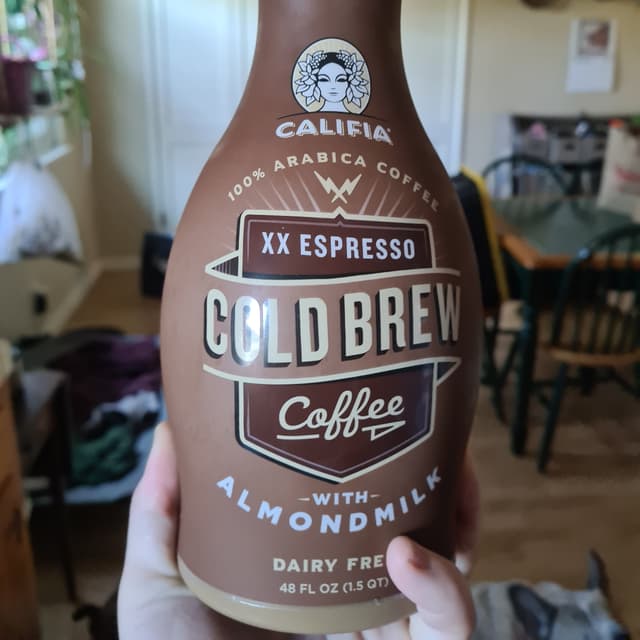 CALIFIA
100% ARABICA COFFEE
XX ESPRESSO
COLD BREW
Coffee
-WITH-
ALMONDMILK
DAIRY FRE
48 FL OZ (1.5 QT)